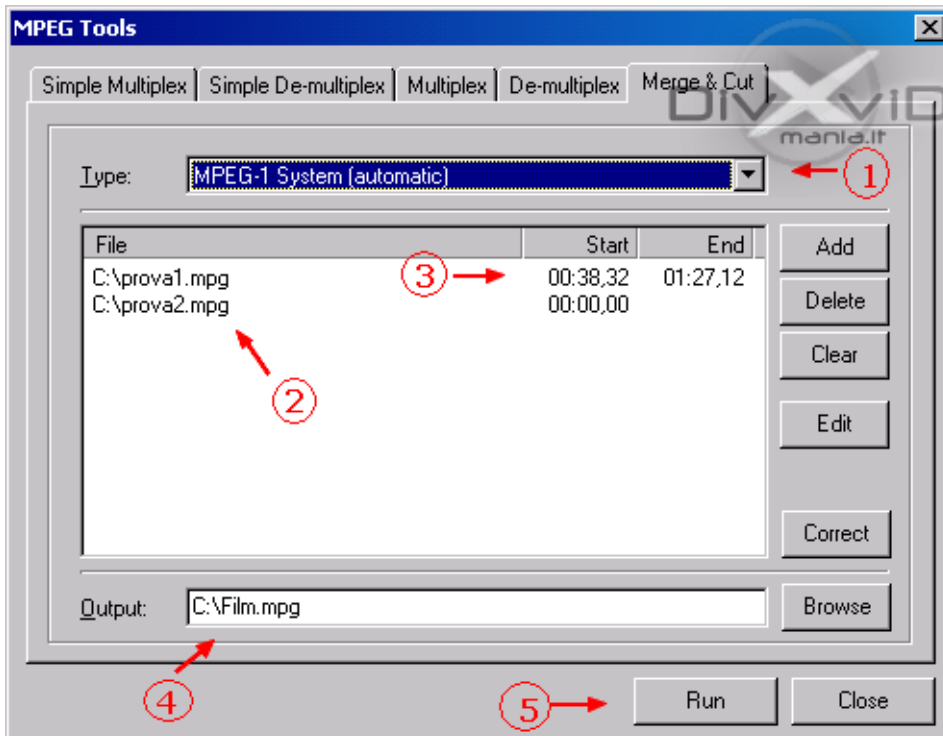 MPEG Tools
Simple Multiplex Simple De-multiplex Multiplex De-multiplex Merge & Cut
DivXviD
mania.it
Type: MPEG-1 System (automatic) 1
File Start End Add
C:\prova1.mpg 3 00:38,32 01:27,12
C:\prova2.mpg 00:00,00 Delete
Clear
2
Edit
Correct
Output: C:\Film.mpg Browse
4 5 Run Close